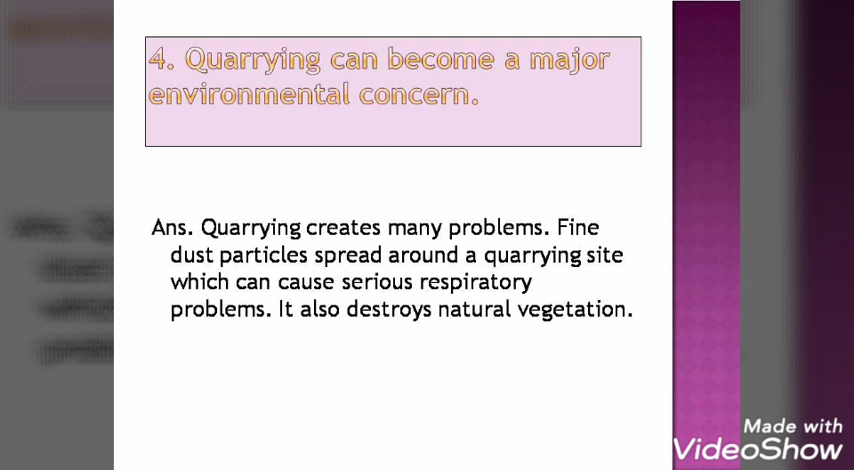 4. Quarrying can become a major
environmental concern.
Ans. Quarrying creates many problems. Fine
dust particles spread around a quarrying site
which can cause serious respiratory
problems. It also destroys natural vegetation.
Made with
VideoShow